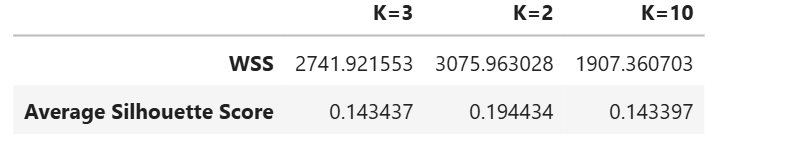 K=3 K=2 K=10
WSS 2741.921553 3075.963028 1907.360703
Average Silhouette Score 0.143437 0.194434 0.143397